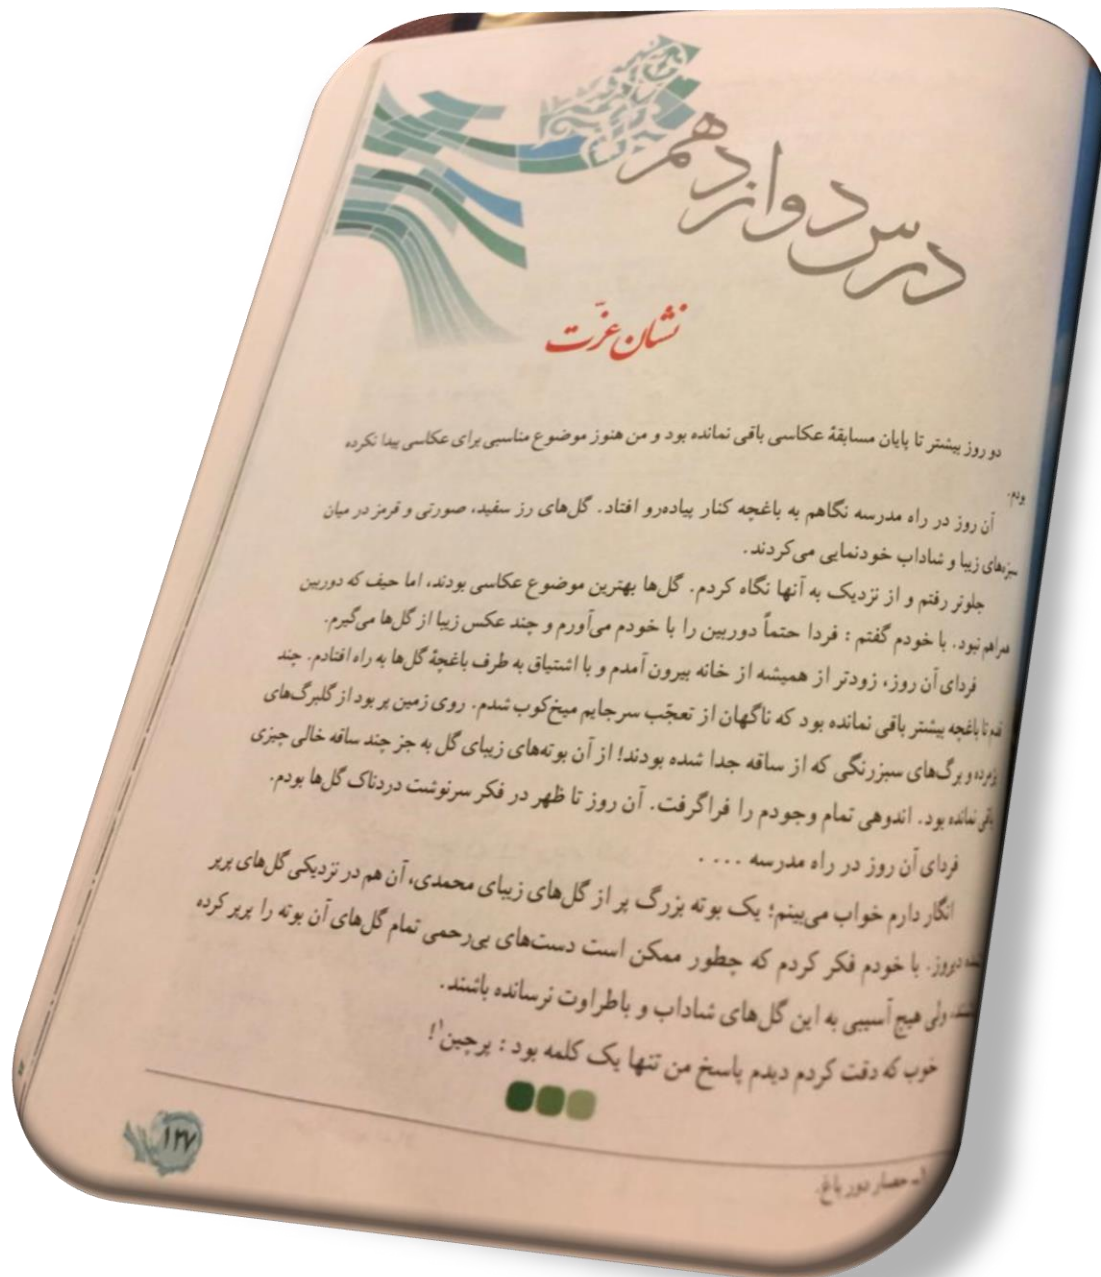 درس دوازدهم
نشان عزّت
دو روز بیشتر تا پایان مسابقهٔ عکاسی باقی نمانده بود و من هنوز موضوع مناسبی برای عکاسی پیدا نکرده
بودم.
آن روز در راه مدرسه نگاهم به باغچه کنار پیاده‌رو افتاد. گل‌های رز سفید، صورتی و قرمز در میان
سبزه‌های زیبا و شاداب خودنمایی می‌کردند.
جلوتر رفتم و از نزدیک به آنها نگاه کردم. گل‌ها بهترین موضوع عکاسی بودند، اما حیف که دوربین
همراهم نبود. با خودم گفتم : فردا حتماً دوربین را با خودم می‌آورم و چند عکس زیبا از گل‌ها می‌گیرم.
فردای آن روز، زودتر از همیشه از خانه بیرون آمدم و با اشتیاق به طرف باغچهٔ گل‌ها به راه افتادم. چند
قدم تا باغچه بیشتر باقی نمانده بود که ناگهان از تعجّب سرجایم میخ‌کوب شدم. روی زمین پر بود از گلبرگ‌های
پژمرده و برگ‌های سبزرنگی که از ساقه جدا شده بودند! از آن بوته‌های زیبای گل به جز چند ساقه خالی چیزی
باقی نمانده بود. اندوهی تمام وجودم را فراگرفت. آن روز تا ظهر در فکر سرنوشت دردناک گل‌ها بودم.
فردای آن روز در راه مدرسه ....
انگار دارم خواب می‌بینم؛ یک بوته بزرگ پر از گل‌های زیبای محمدی، آن هم در نزدیکی گل‌های پرپر
شده دیروز. با خودم فکر کردم که چطور ممکن است دست‌های بی‌رحمی تمام گل‌های آن بوته را پرپر کرده
باشند، ولی هیچ آسیبی به این گل‌های شاداب و باطراوت نرسانده باشند.
خوب که دقت کردم دیدم پاسخ من تنها یک کلمه بود : پرچین۱!
۱ـ حصار دور باغ.
۱۲۷